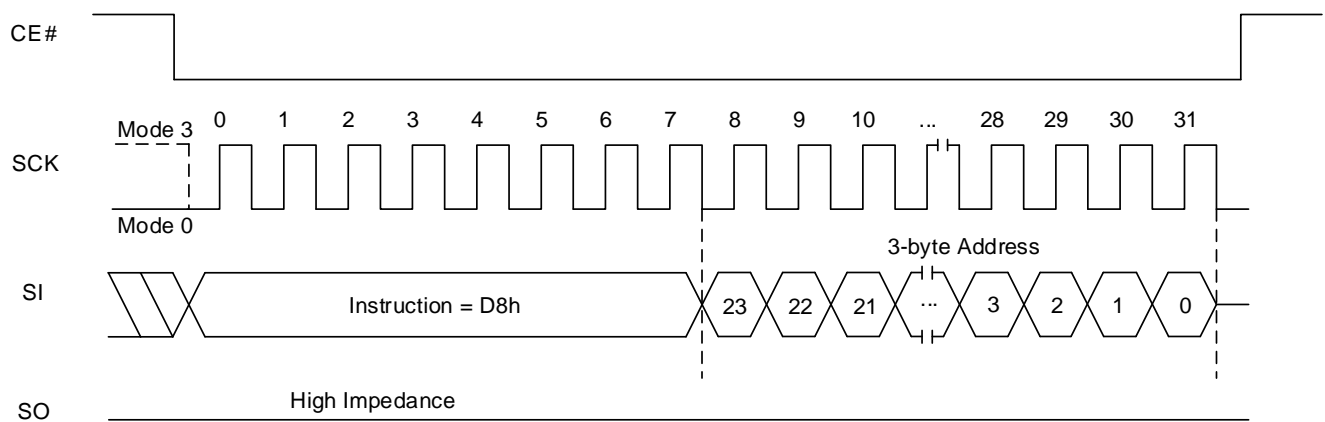 CE#
Mode 3 0 1 2 3 4 5 6 7 8 9 10 ... 28 29 30 31
SCK
Mode 0
3-byte Address
SI Instruction = D8h 23 22 21 ... 3 2 1 0
High Impedance
SO